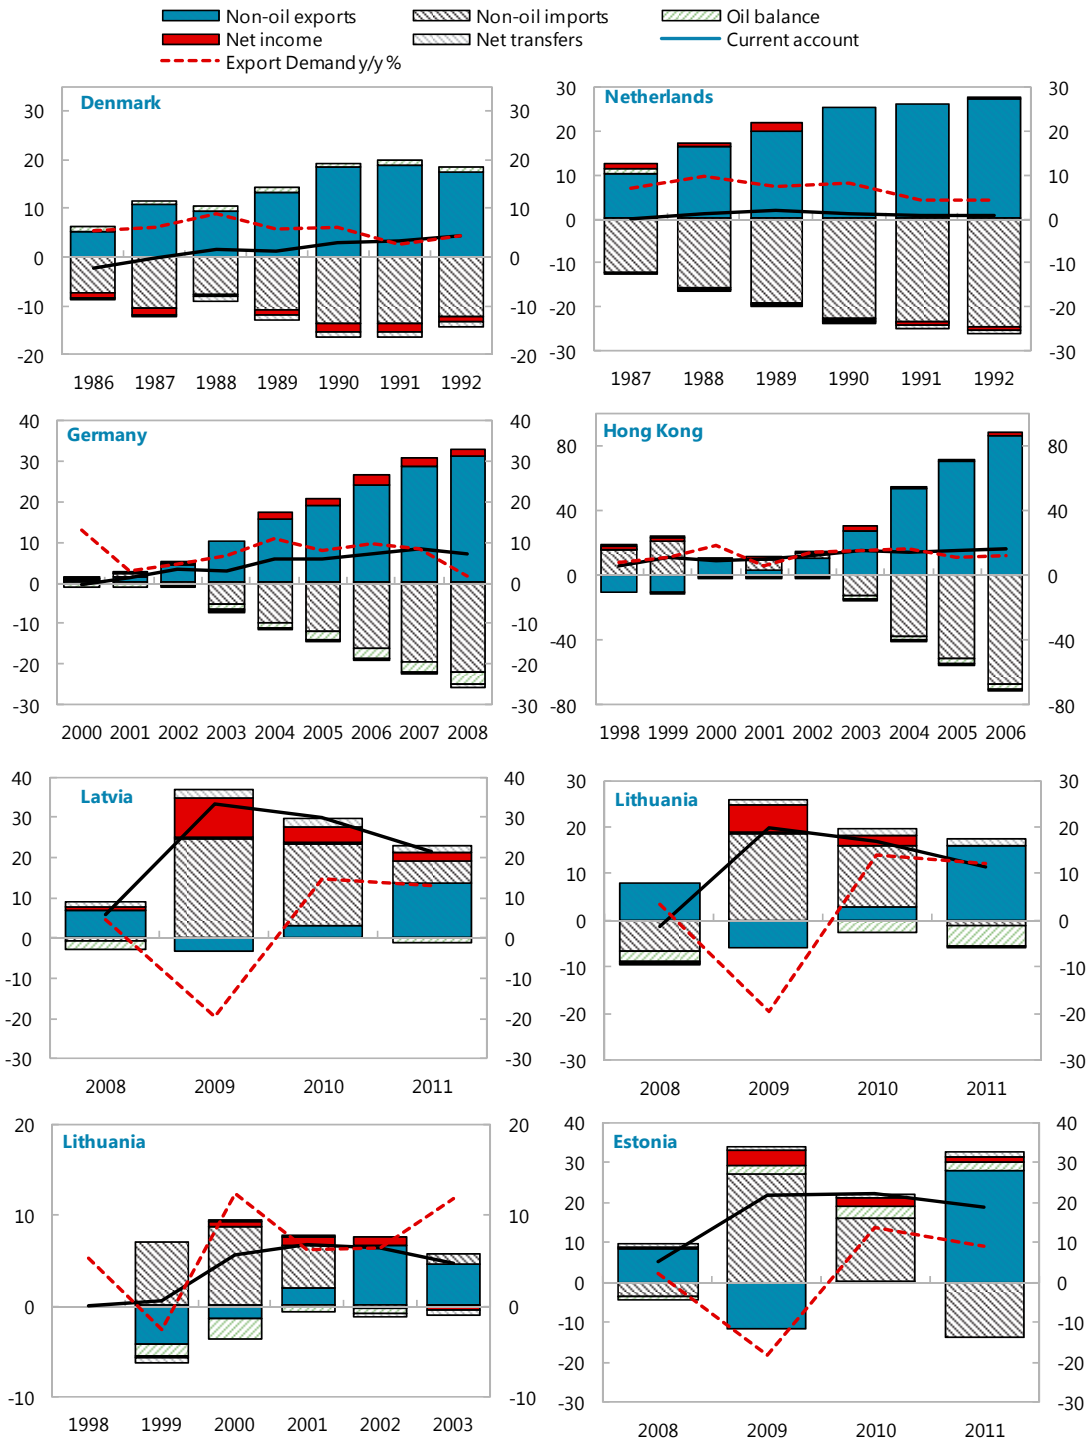 Non-oil exports Non-oil imports Oil balance
Net income Net transfers Current account
Export Demand y/y %
Denmark
30 30
20 20
10 10
0 0
-10 -10
-20 -20
1986 1987 1988 1989 1990 1991 1992
Netherlands
30 30
20 20
10 10
0 0
-10 -10
-20 -20
-30 -30
1987 1988 1989 1990 1991 1992
Germany
40 40
30 30
20 20
10 10
0 0
-10 -10
-20 -20
-30 -30
2000 2001 2002 2003 2004 2005 2006 2007 2008
Hong Kong
80 80
40 40
0 0
-40 -40
-80 -80
1998 1999 2000 2001 2002 2003 2004 2005 2006
Latvia
40 40
30 30
20 20
10 10
0 0
-10 -10
-20 -20
-30 -30
2008 2009 2010 2011
Lithuania
30 30
20 20
10 10
0 0
-10 -10
-20 -20
-30 -30
2008 2009 2010 2011
Lithuania
20 20
10 10
0 0
-10 -10
1998 1999 2000 2001 2002 2003
Estonia
40 40
30 30
20 20
10 10
0 0
-10 -10
-20 -20
-30 -30
2008 2009 2010 2011